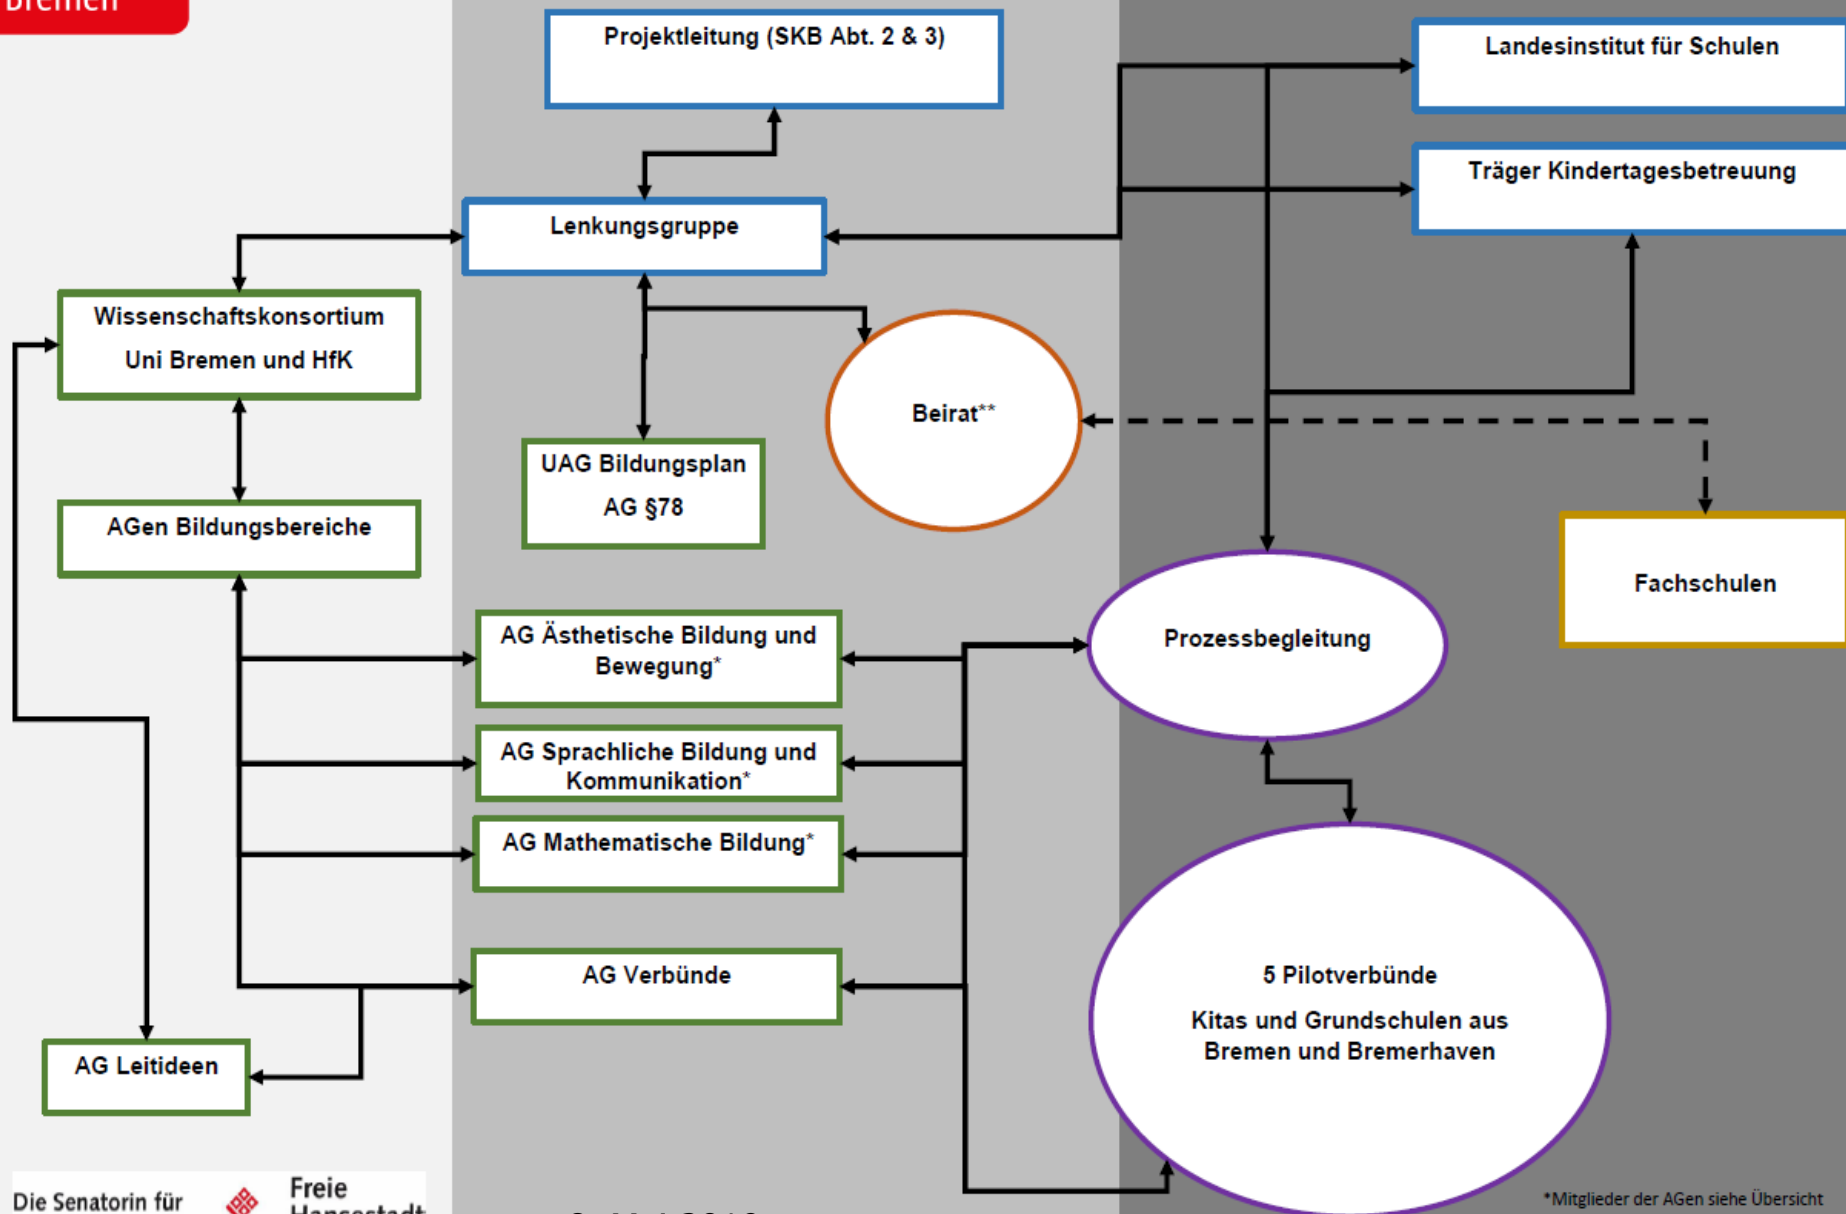 Bremen
Projektleitung (SKB Abt. 2 & 3)
Landesinstitut für Schulen
Träger Kindertagesbetreuung
Lenkungsgruppe
Wissenschaftskonsortium
Uni Bremen und HfK
Beirat**
UAG Bildungsplan
AG §78
AGen Bildungsbereiche
Fachschulen
AG Ästhetische Bildung und
Bewegung*
Prozessbegleitung
AG Sprachliche Bildung und
Kommunikation*
AG Mathematische Bildung*
AG Verbünde
5 Pilotverbünde
Kitas und Grundschulen aus
Bremen und Bremerhaven
AG Leitideen
Die Senatorin für
Freie
Hansestadt
*Mitglieder der AGen siehe Übersicht